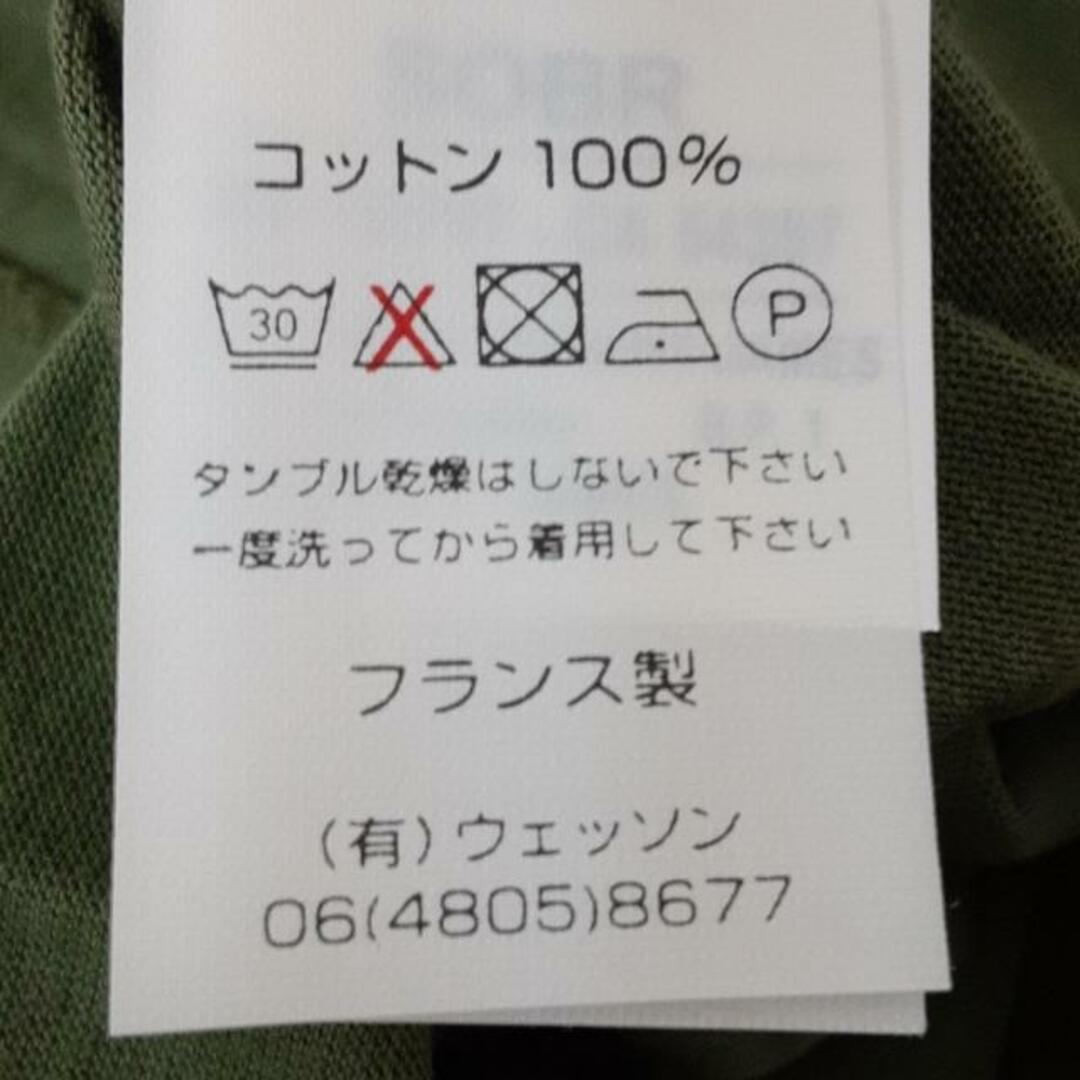 コットン 100%
30 P
タンブル乾燥はしないで下さい
一度洗ってから着用して下さい
フランス製
(有) ウェッソン
06(4805)8677